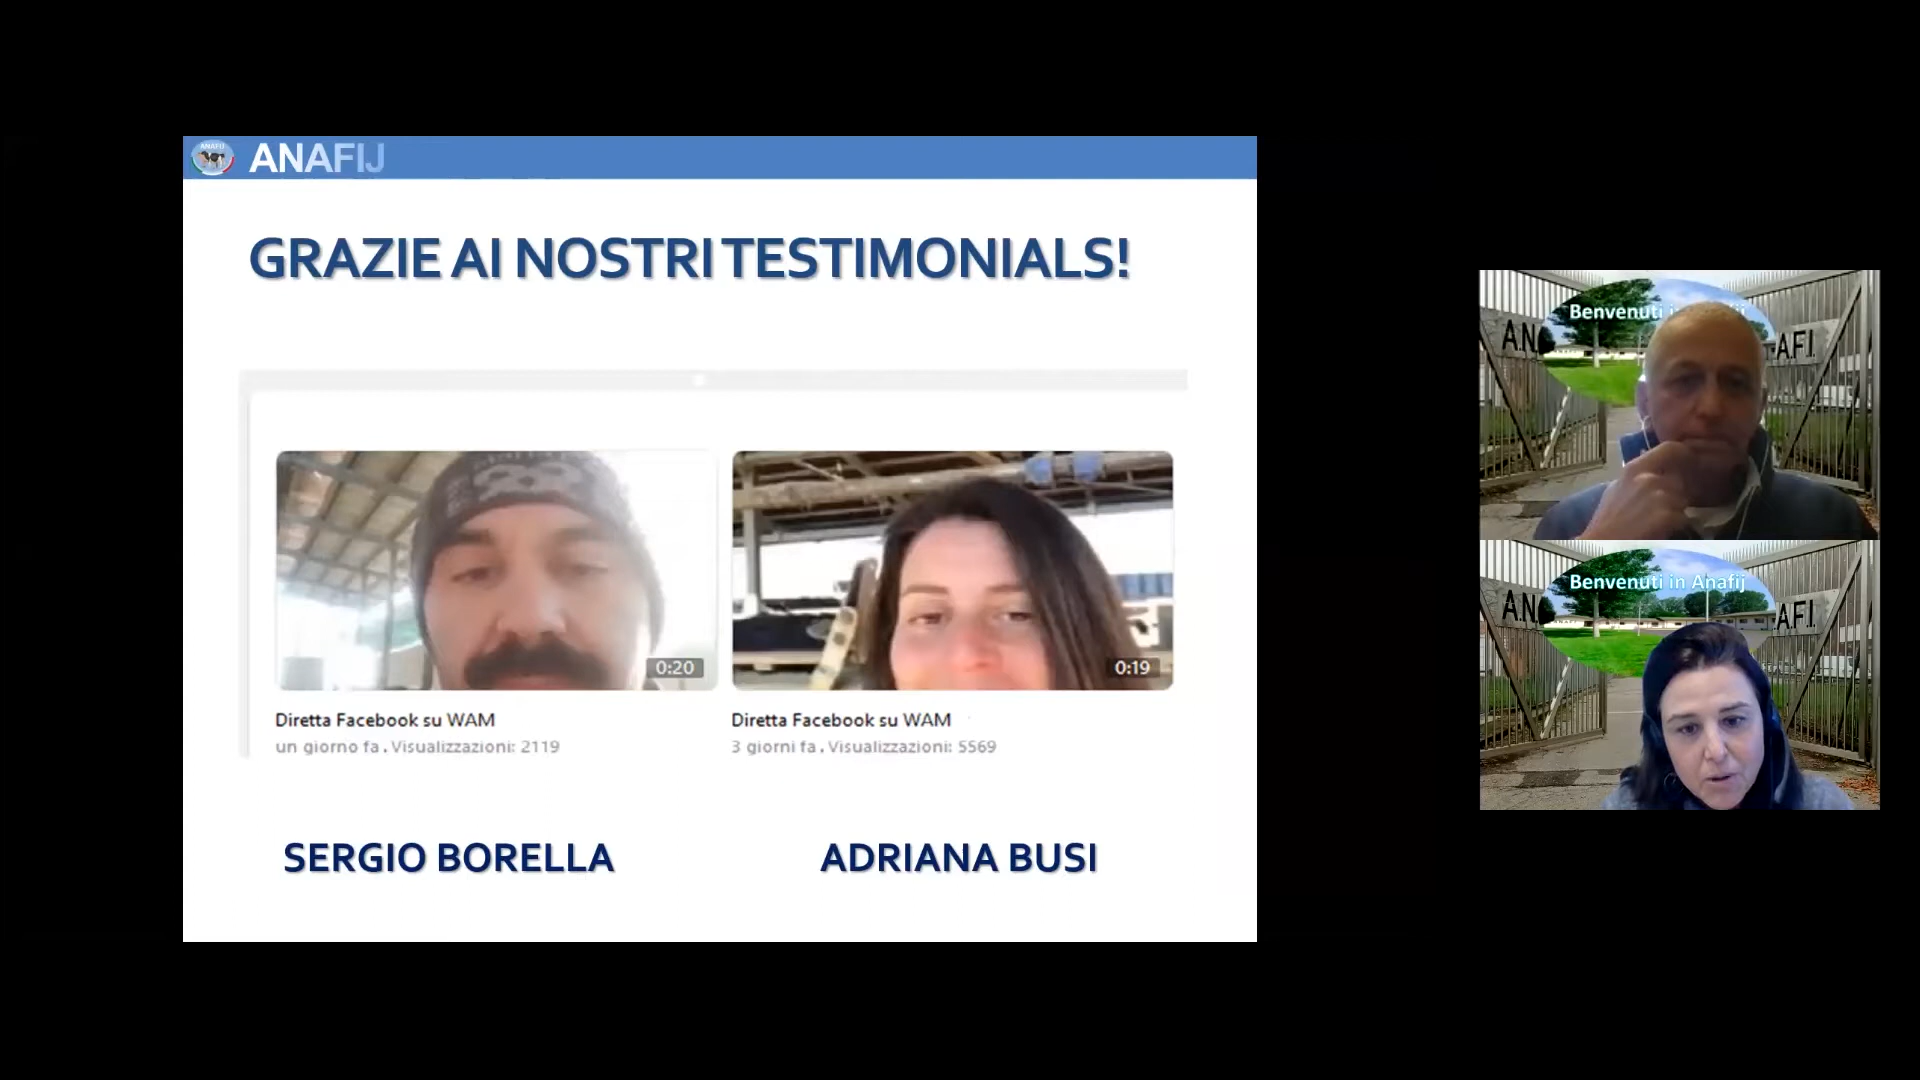 ANAFIJ
ANAFIJ
GRAZIE AI NOSTRI TESTIMONIALS!
0:20
0:19
Diretta Facebook su WAM
un giorno fa . Visualizzazioni: 2119
Diretta Facebook su WAM
3 giorni fa . Visualizzazioni: 5569
SERGIO BORELLA
ADRIANA BUSI
Benvenuti
A.N.
A.F.I.
Benvenuti in Anafij
A.N.
A.F.I.